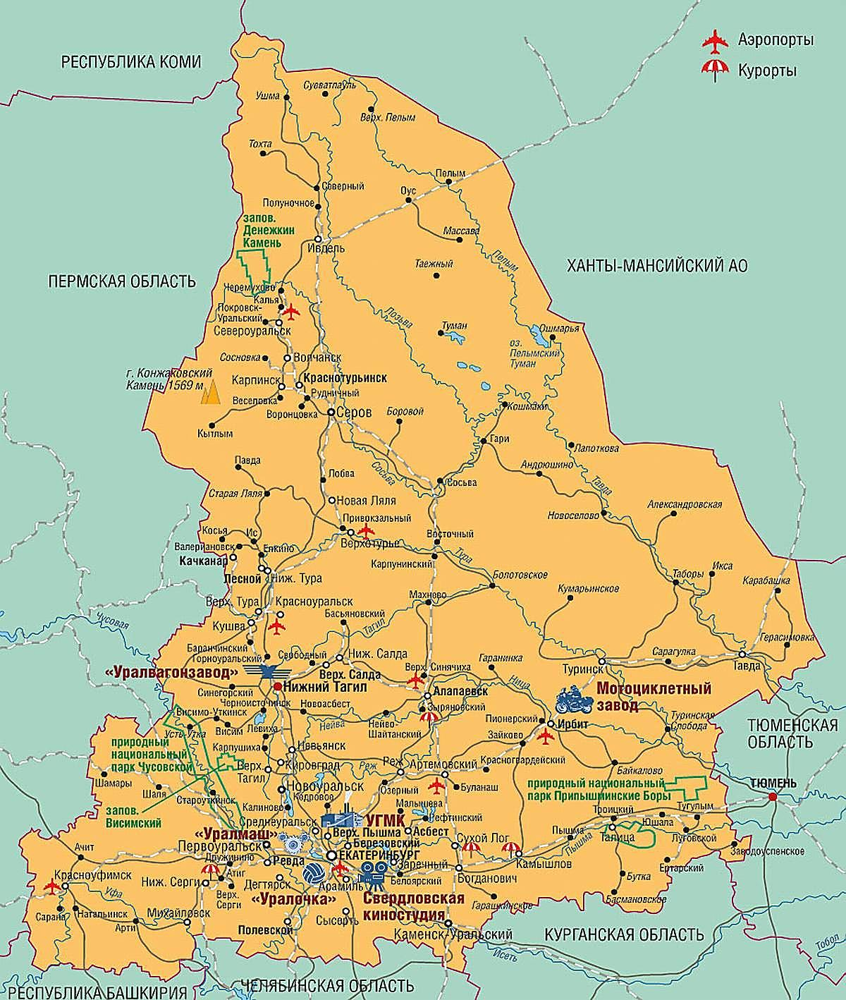 Аэропорты
Курорты
РЕСПУБЛИКА КОМИ
Ушма
Суеватпауль
Верх. Пелым
Тохта
Пелым
Северный
Оус
Полуночное
запов.
Денежкин
Камень
Массава
Ивдель
ПЕРМСКАЯ ОБЛАСТЬ
ХАНТЫ-МАНСИЙСКИЙ АО
Таежный
Пелым
Черемухово
Калья
Покровск-
Уральский
Североуральск
Лозьва
Туман
Ошмарья
оз.
Пелымский
Туман
Сосновка
Волчанск
г. Конжаковский
Камень 1569 м
Карпинск
Краснотурьинск
Рудничный
Веселовка
Воронцовка
Серов
Боровой
Кошмаки
Кытлым
Гари
Лапоткова
Павда
Лобва
Сосьва
Сосьва
Андрюшино
Тавда
Старая Ляля
Новая Ляля
Александровская
Новоселово
Привокзальный
Верхотурье
Восточный
Косья
Ис
Валериановск
Елкино
Качканар
Карпунинский
Тура
Лесной
Ниж. Тура
Болотовское
Таборы
Икса
Карабашка
Кумарьинское
Махнево
Верх. Тура
Красноуральск
Басьяновский
Чусовая
Кушва
Тагил
Баранчинский
Горноуральский
Свободный
Ниж. Салда
Герасимовка
Сарагулка
Тавда
Туринск
Гаранинка
«Уралвагонзавод»
Верх. Салда
Верх. Синячиха
Ница
Нижний Тагил
Синегорский
Алапаевск
Мотоциклетный
завод
Черноисточинск
Новоасбест
Зыряновский
Висимо-Уткинск
Висим
Левиха
Нейва
Нейво-
Шайтанский
Пионерский
Ирбит
Туринская
Слобода
ТЮМЕНСКАЯ
ОБЛАСТЬ
Усть-Утка
Зайково
природный
национальный
парк Чусовской
Карпушиха
Невьянск
Верх.
Тагил
Кировград
Реж
Реж
Артемовский
Красногвардейский
Байкалово
Шамары
Шаля
Новоуральск
Озерный
Буланаш
природный национальный
парк Припышминские Боры
ТЮМЕНЬ
Староуткинск
Калиново
Кедровое
Малышева
Рефтинский
Троицкий
Тугулым
Юшала
запов.
Висимский
Среднеуральск
УГМК
«Уралмаш»
Верх. Пышма
Асбест
Сухой Лог
Пышма
Пышма
Талица
Луговской
Ачит
Первоуральск
Березовский
ЕКАТЕРИНБУРГ
Заводоуспенское
Дружинино
Ревда
Заречный
Камышлов
Ертарский
Красноуфимск
Ниж. Серги
Атиг
Дегтярск
Арамиль
Белоярский
Богданович
Бутка
Уфа
Верх.
Серги
«Уралочка»
Свердловская
киностудия
Гарашкинское
Басмановское
Сарана
Натальинск
Арти
Михайловск
Сысерть
Полевской
Каменск-Уральский
КУРГАНСКАЯ ОБЛАСТЬ
Исеть
Тобол
РЕСПУБЛИКА БАШКИРИЯ
ЧЕЛЯБИНСКАЯ ОБЛАСТЬ